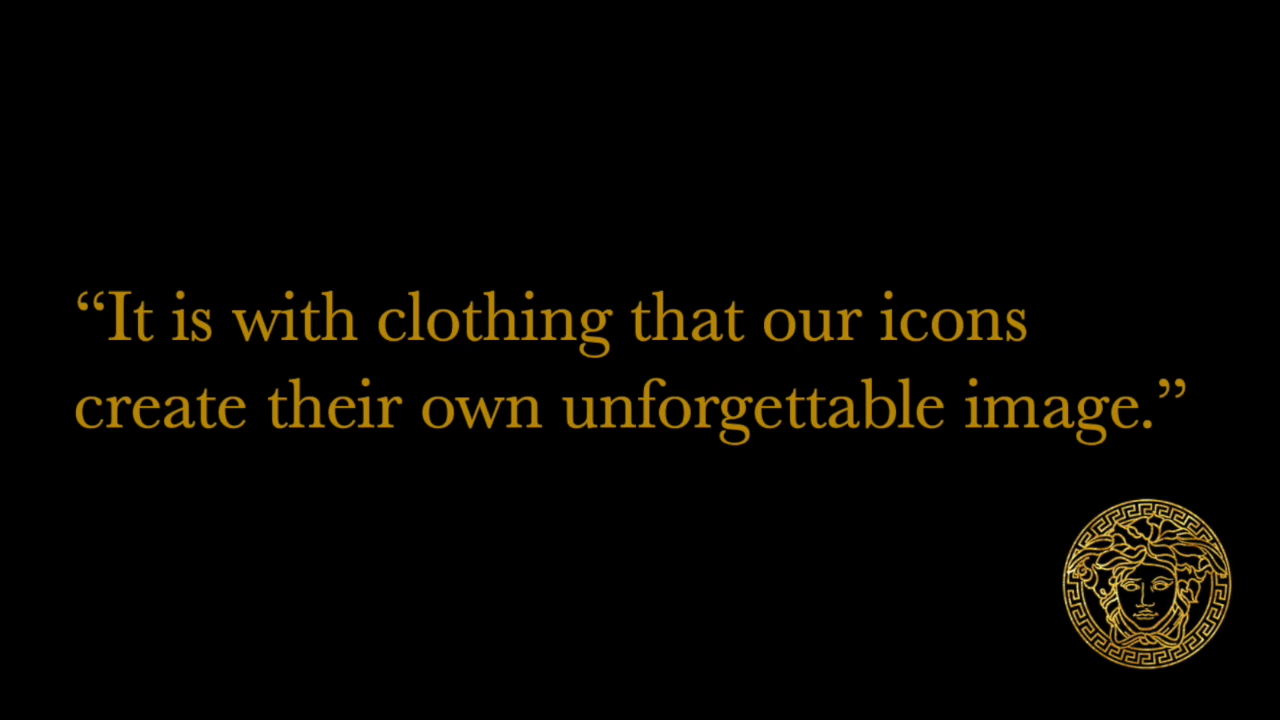 “It is with clothing that our icons
create their own unforgettable image.”